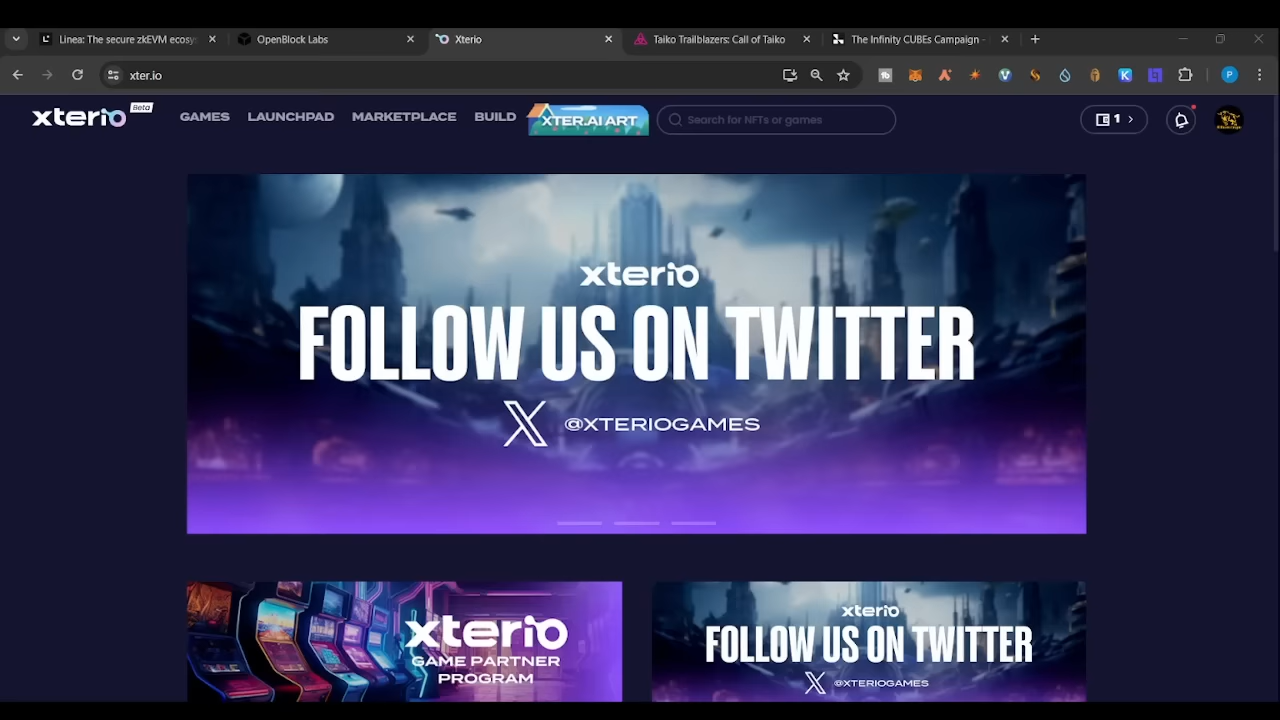 Linea: The secure zkEVM ecosy
OpenBlock Labs
Xterio
Taiko Trailblazers: Call of Taiko
The Infinity CUBEs Campaign -
xter.io
P
xterio
Beta
GAMES
LAUNCHPAD
MARKETPLACE
BUILD
XTER.AI ART
Search for NFTs or games
1
xterio
FOLLOW US ON TWITTER
X @XTERIOGAMES
xterio
GAME PARTNER
PROGRAM
xterio
FOLLOW US ON TWITTER
X @XTERIOGAMES